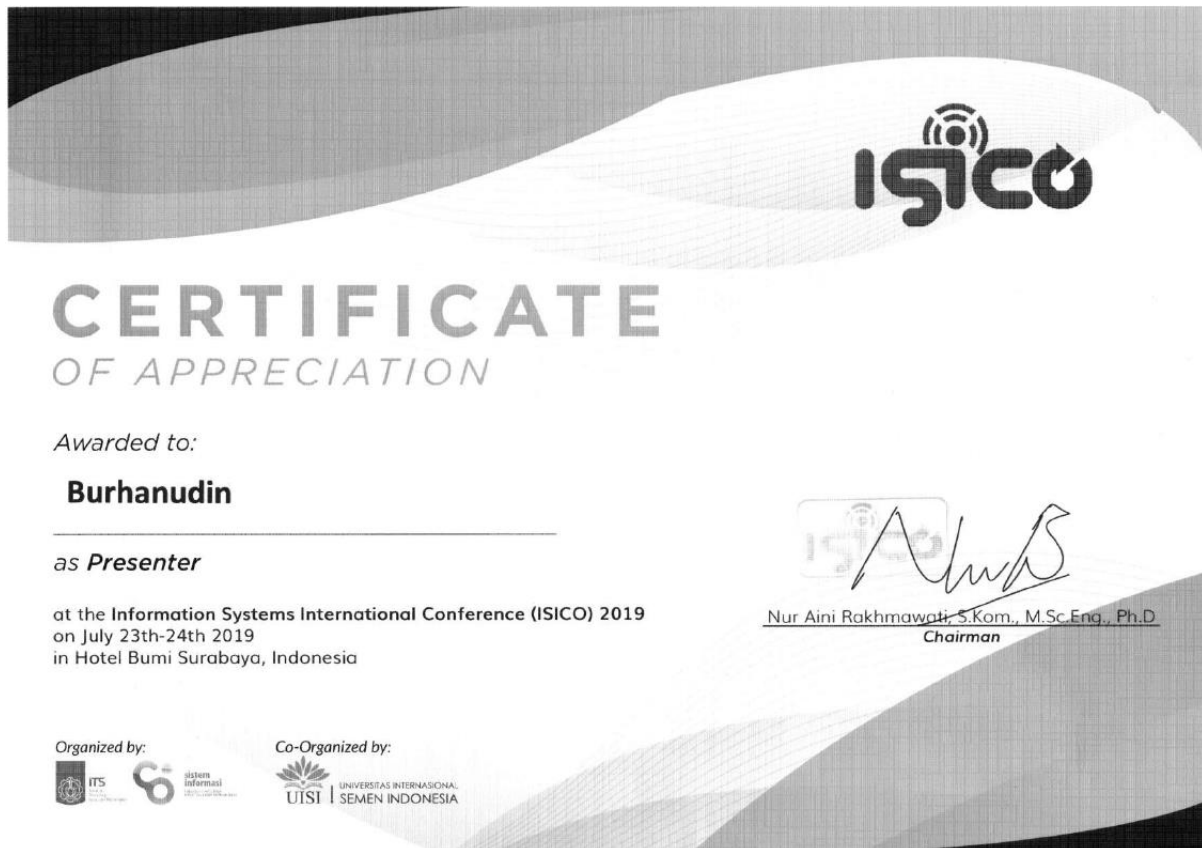 ISICO
CERTIFICATE
OF APPRECIATION
Awarded to:
Burhanudin
as Presenter
at the Information Systems International Conference (ISICO) 2019
on July 23th-24th 2019
in Hotel Bumi Surabaya, Indonesia
ISICO
Nur Aini Rakhmawati, S.Kom., M.Sc.Eng., Ph.D
Chairman
Organized by:
Co-Organized by:
ITS
sistem
informasi
UISI
UNIVERSITAS INTERNASIONAL
SEMEN INDONESIA